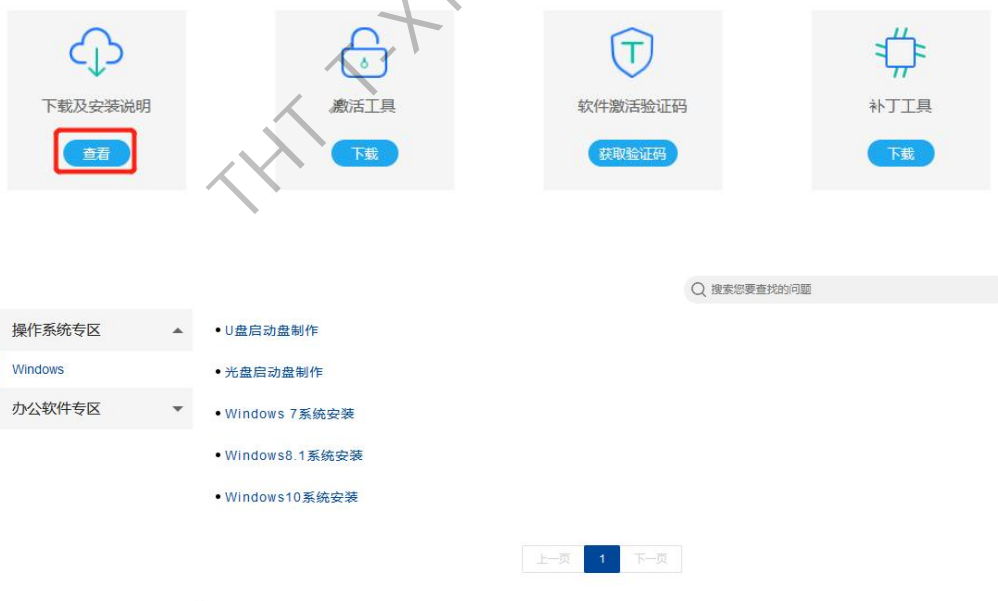 下载及安装说明
激活工具
软件激活验证码
补丁工具
查看
下载
获取验证码
下载
THT T-X
搜索您要查找的问题
操作系统专区
Windows
办公软件专区
U盘启动盘制作
光盘启动盘制作
Windows 7系统安装
Windows8.1系统安装
Windows10系统安装
上一页
1
下一页